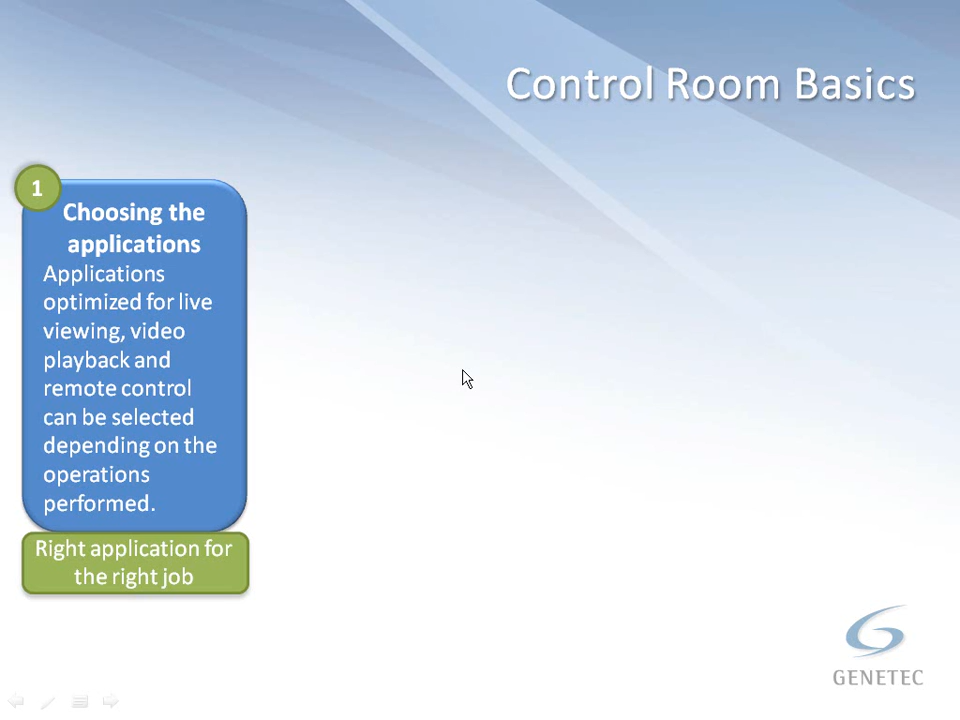 Control Room Basics
1
Choosing the
applications
Applications
optimized for live
viewing, video
playback and
remote control
can be selected
depending on the
operations
performed.
Right application for
the right job
GENETEC